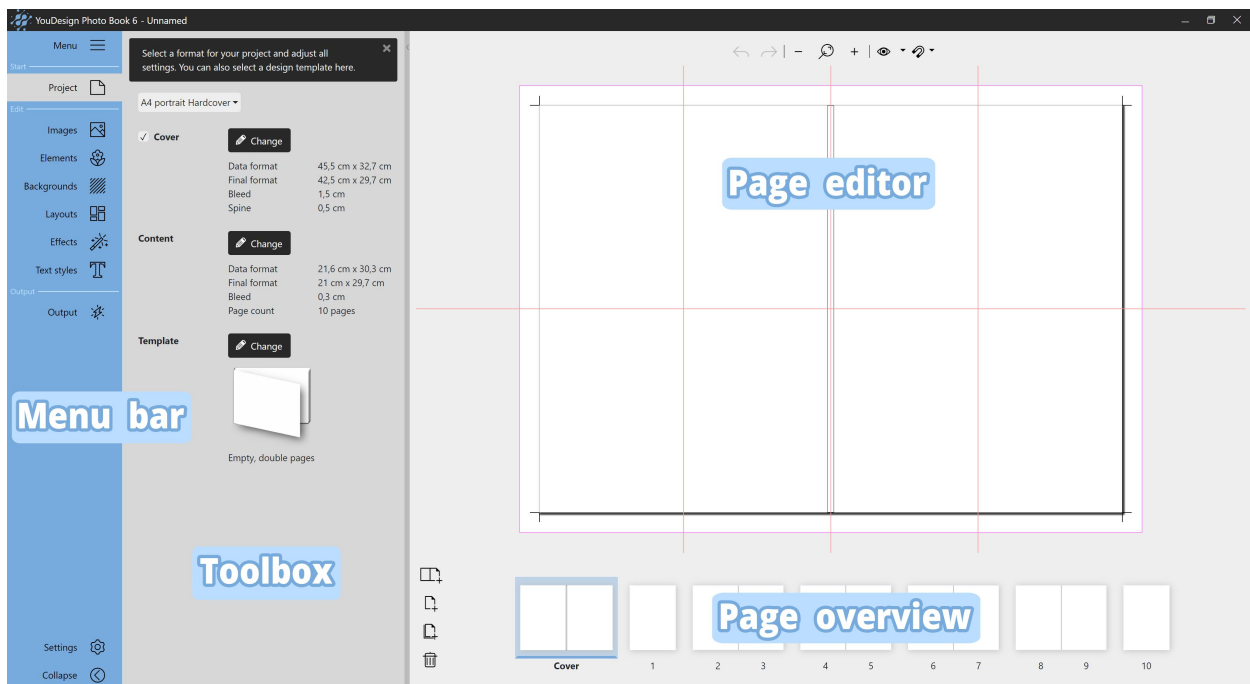 YouDesign Photo Book 6 - Unnamed
Menu
Start
Project
Edit
Images
Elements
Backgrounds
Layouts
Effects
Text styles
Output
Output
Menu bar
Settings
Collapse
Select a format for your project and adjust all
settings. You can also select a design template here.
A4 portrait Hardcover
Cover
Change
Data format 45,5 cm x 32,7 cm
Final format 42,5 cm x 29,7 cm
Bleed 1,5 cm
Spine 0,5 cm
Content
Change
Data format 21,6 cm x 30,3 cm
Final format 21 cm x 29,7 cm
Bleed 0,3 cm
Page count 10 pages
Template
Change
Empty, double pages
Toolbox
Page editor
Page overview
Cover 1 2 3 4 5 6 7 8 9 10